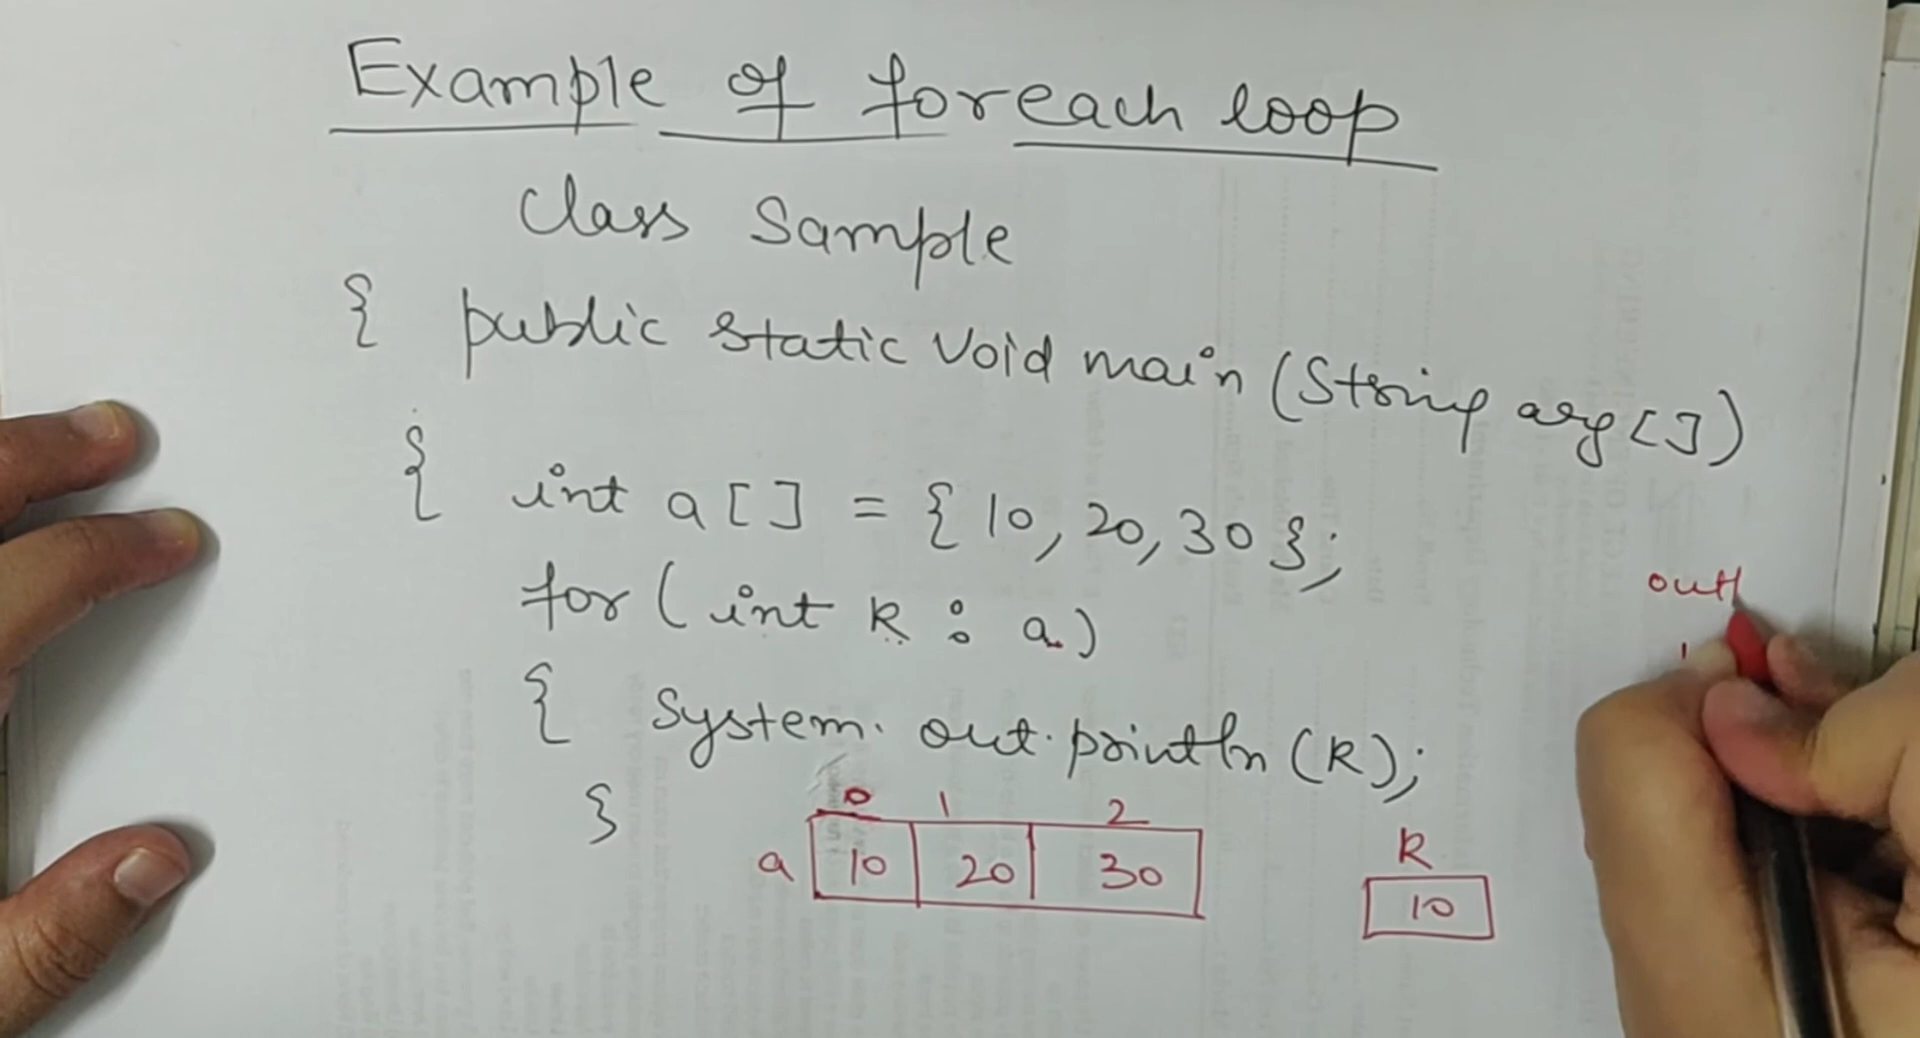 Example of foreach loop
class Sample
{ public static void main (String arg[])
{ int a[] = {10, 20, 30};
for (int k : a)
{ System.out.println(k);
}
0 1 2
a 10 20 30
k
10